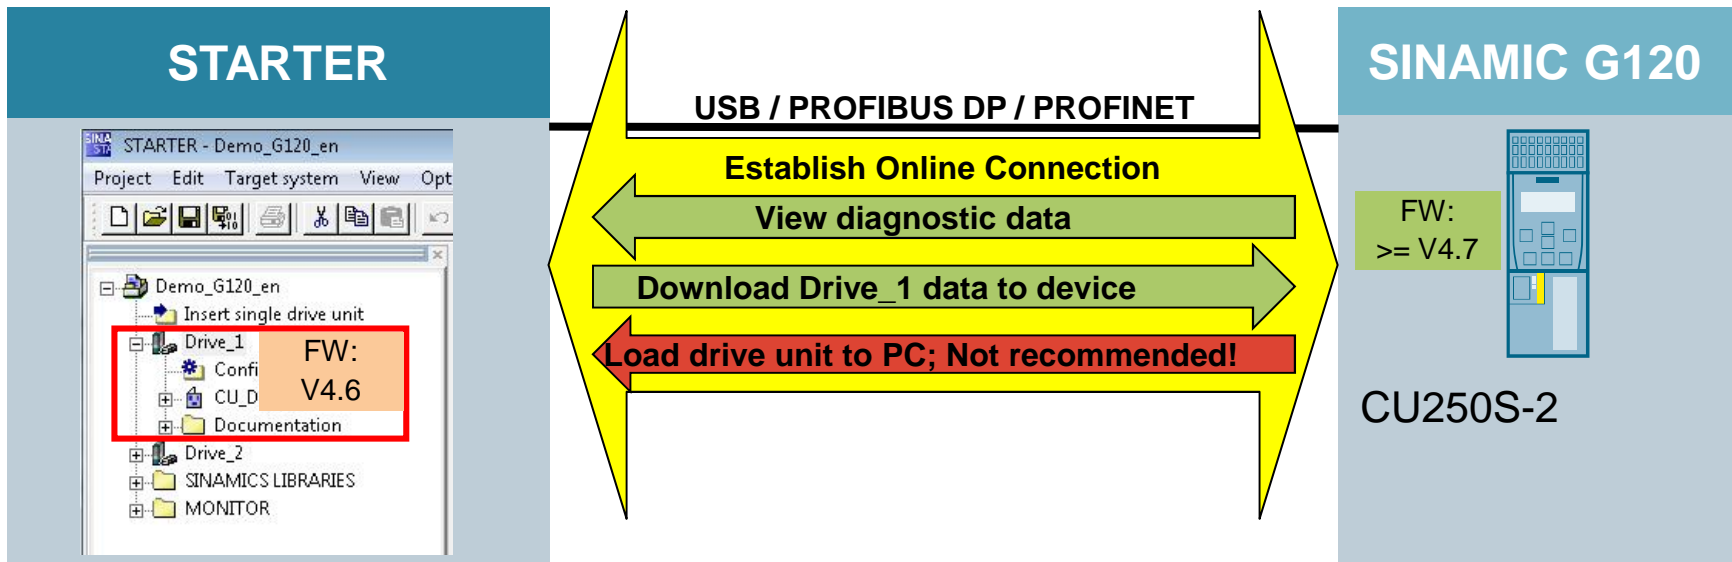 STARTER
SINAMIC G120
USB / PROFIBUS DP / PROFINET
STARTER - Demo_G120_en
Project Edit Target system View Opt
Establish Online Connection
View diagnostic data
Download Drive_1 data to device
Load drive unit to PC; Not recommended!
Demo_G120_en
Insert single drive unit
Drive_1
Confi
CU_D
Documentation
FW:
V4.6
Drive_2
SINAMICS LIBRARIES
MONITOR
FW:
>= V4.7
CU250S-2